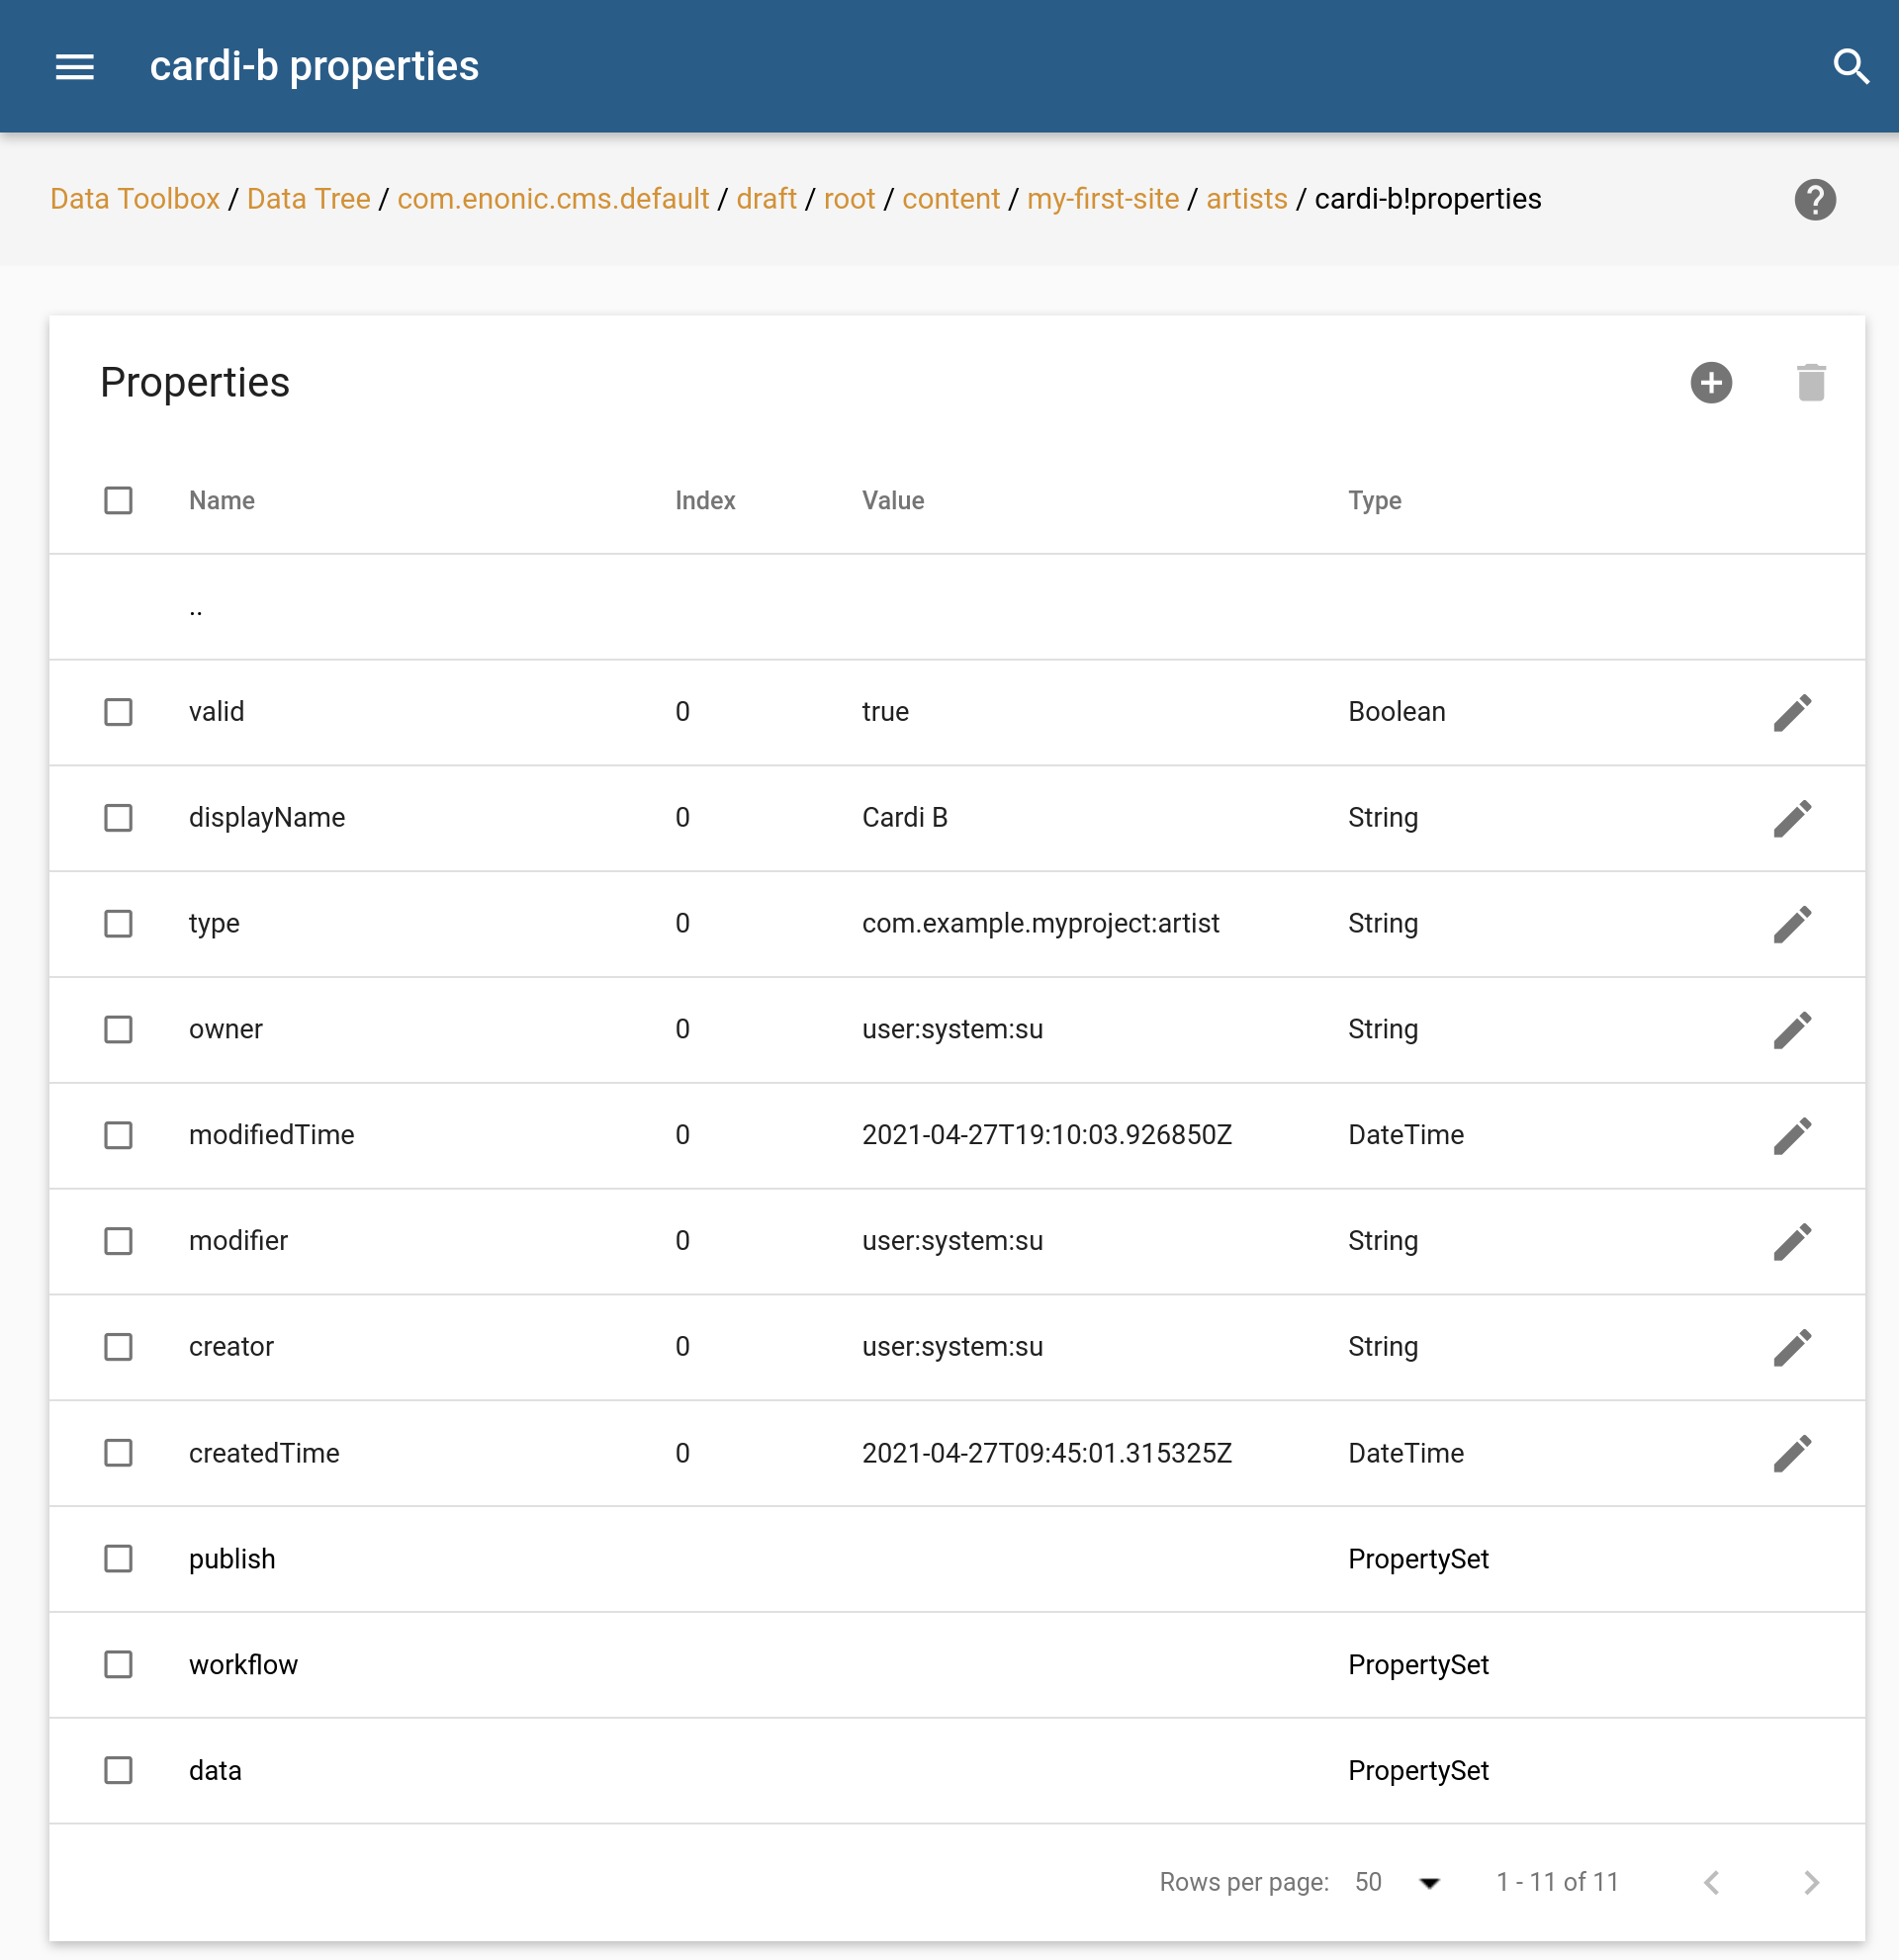 cardi-b properties
Data Toolbox / Data Tree / com.enonic.cms.default / draft / root / content / my-first-site / artists / cardi-b!properties
Properties
Name Index Value Type
..
valid 0 true Boolean
displayName 0 Cardi B String
type 0 com.example.myproject:artist String
owner 0 user:system:su String
modifiedTime 0 2021-04-27T19:10:03.926850Z DateTime
modifier 0 user:system:su String
creator 0 user:system:su String
createdTime 0 2021-04-27T09:45:01.315325Z DateTime
publish PropertySet
workflow PropertySet
data PropertySet
Rows per page: 50 1 - 11 of 11